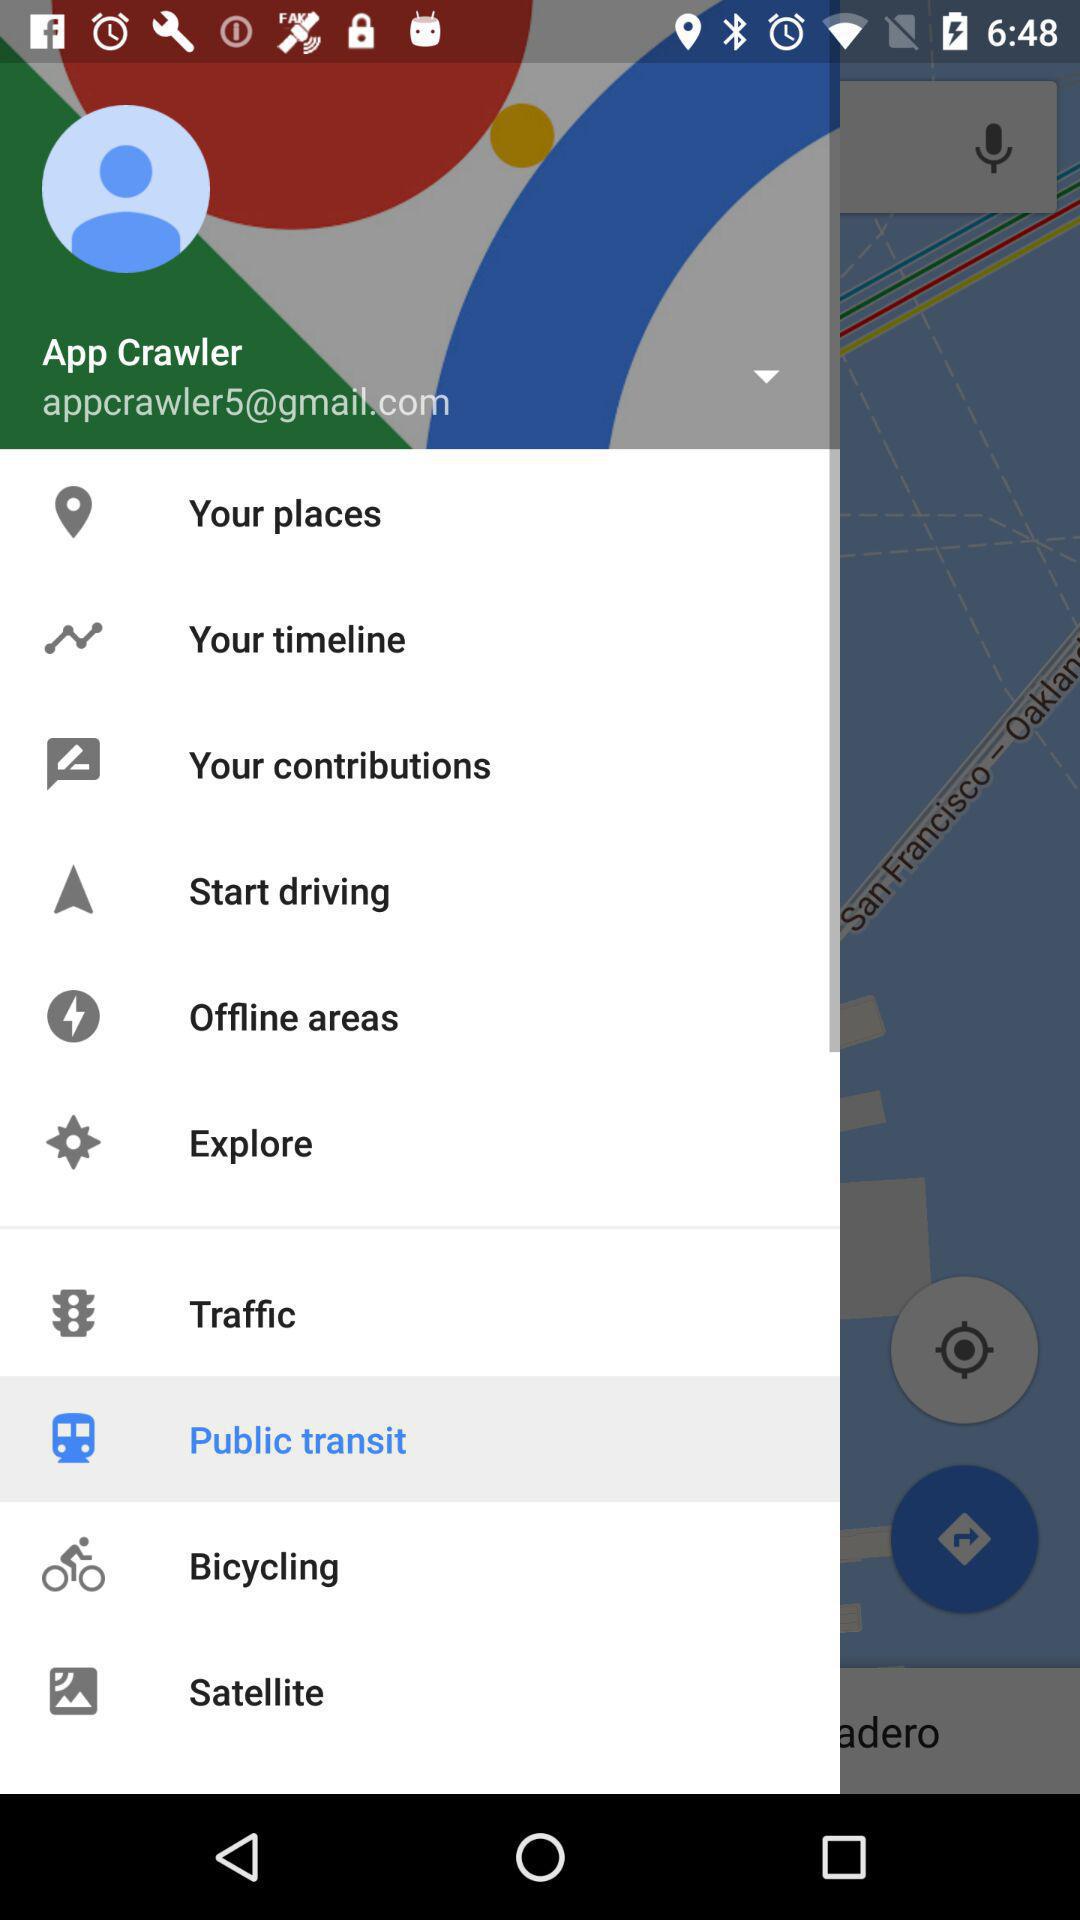 FAKE
6:48
App Crawler
appcrawler5@gmail.com
Your places
Your timeline
Your contributions
Start driving
Offline areas
Explore
Traffic
Public transit
Bicycling
Satellite
San Francisco – Oakland
adero